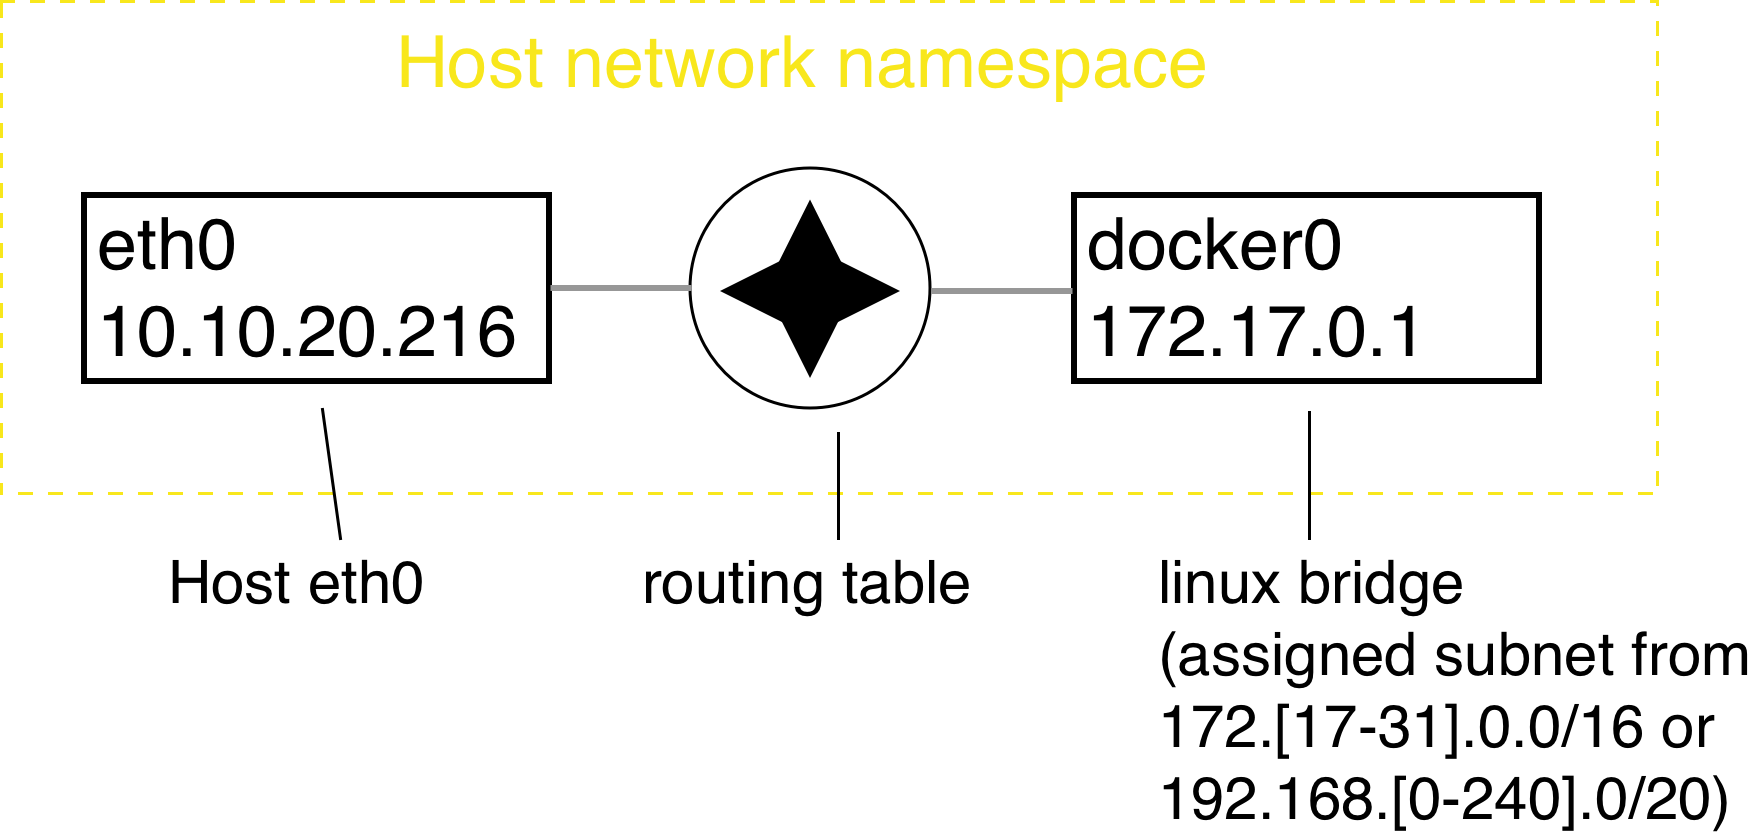 Host network namespace
eth0
10.10.20.216
docker0
172.17.0.1
Host eth0
routing table
linux bridge
(assigned subnet from
172.[17-31].0.0/16 or
192.168.[0-240].0/20)